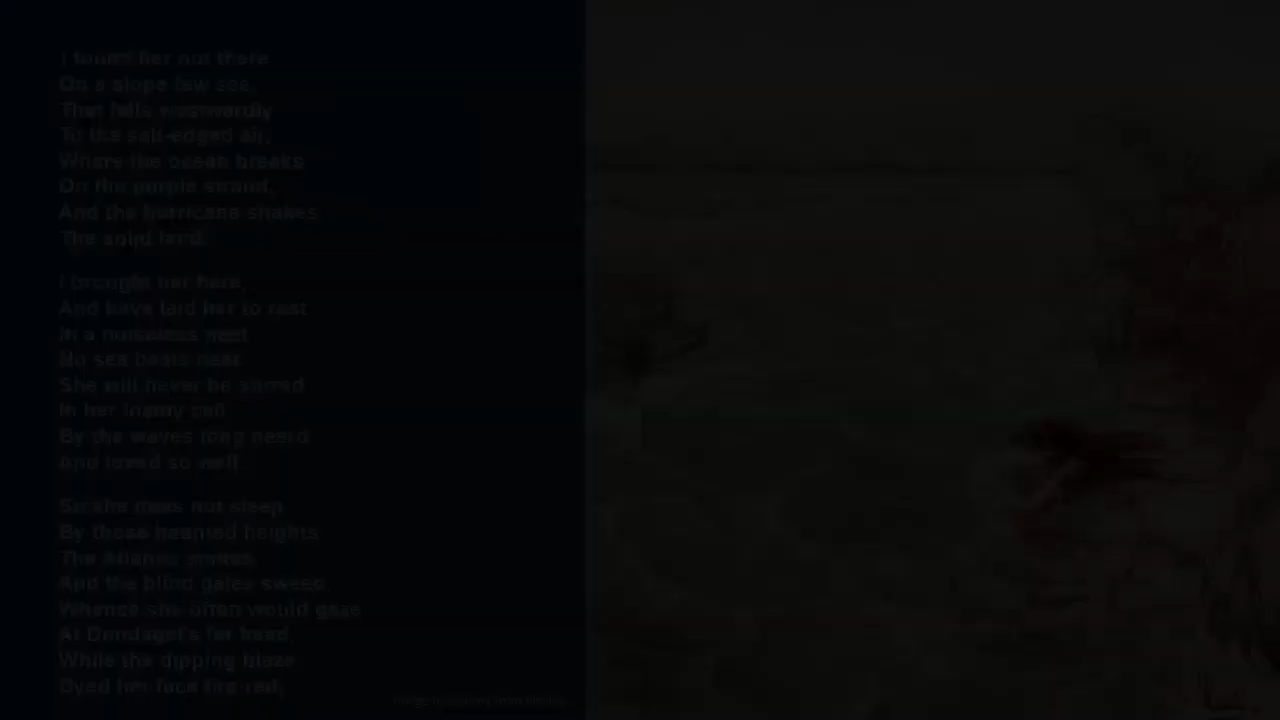 I found her out there
On a slope few see,
That falls westwardly
To the salt-edged air,
Where the ocean breaks
On the purple strand,
And the hurricane shakes
The solid land.
I brought her here,
And have laid her to rest
In a noiseless nest
No sea beats near.
She will never be stirred
In her loamy cell
By the waves long heard
And loved so well.
So she does not sleep
By those haunted heights
The Atlantic smites
And the blind gales sweep,
Whence she often would gaze
At Dundagel's far head,
While the dipping blaze
Dyed her face fire-red;